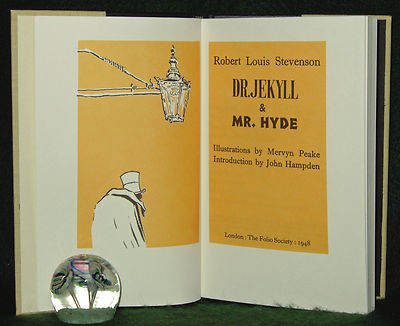 Robert Louis Stevenson
DR. JEKYLL
&
MR. HYDE
Illustrations by Mervyn Peake
Introduction by John Hampden
London : The Folio Society : 1948